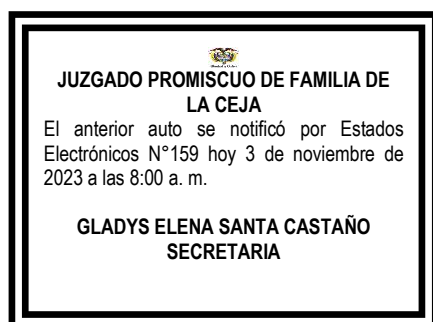 JUZGADO PROMISCUO DE FAMILIA DE
LA CEJA
El anterior auto se notificó por Estados
Electrónicos N°159 hoy 3 de noviembre de
2023 a las 8:00 a. m.
GLADYS ELENA SANTA CASTAÑO
SECRETARIA